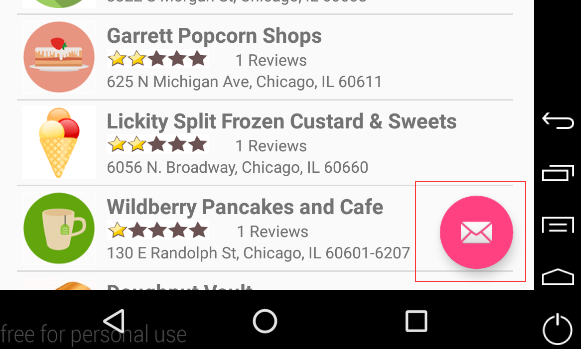 Garrett Popcorn Shops
1 Reviews
625 N Michigan Ave, Chicago, IL 60611
Lickity Split Frozen Custard & Sweets
1 Reviews
6056 N. Broadway, Chicago, IL 60660
Wildberry Pancakes and Cafe
1 Reviews
130 E Randolph St, Chicago, IL 60601-6207
Doughnut Vault
free for personal use